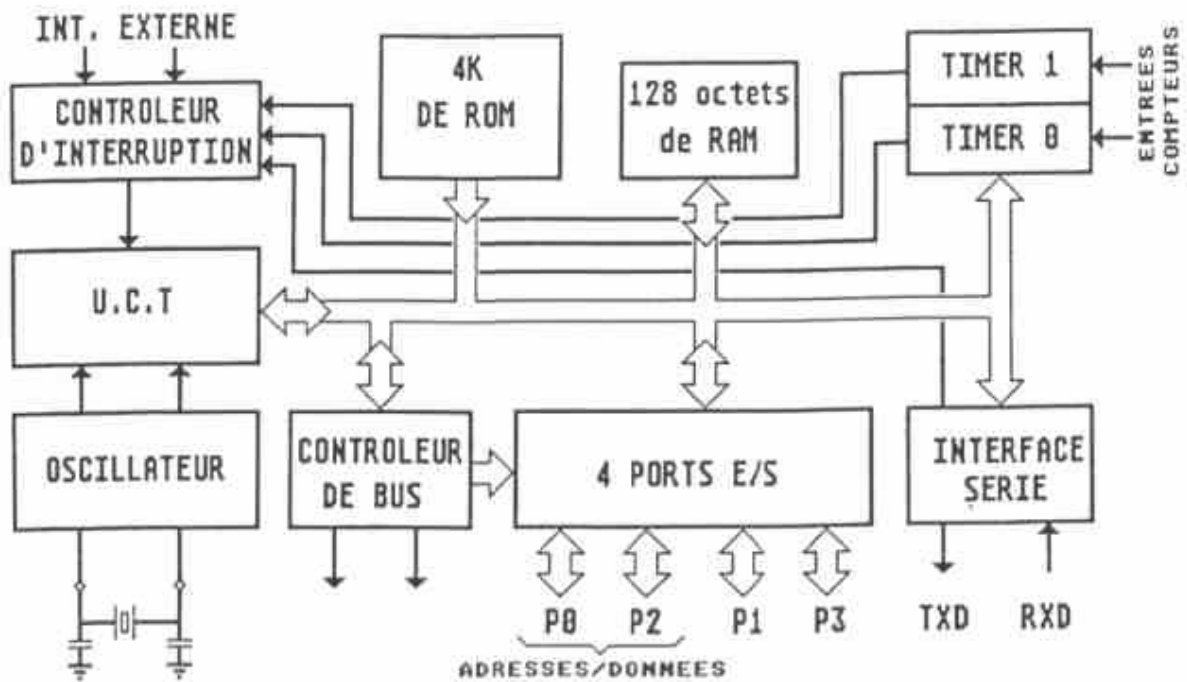 INT. EXTERNE
CONTROLEUR
D'INTERRUPTION
4K
DE ROM
128 octets
de RAM
TIMER 1
TIMER 0
ENTREES
COMPTEURS
U.C.T
OSCILLATEUR
CONTROLEUR
DE BUS
4 PORTS E/S
INTERFACE
SERIE
P0
P2
P1
P3
TXD
RXD
ADRESSES/DONNEES